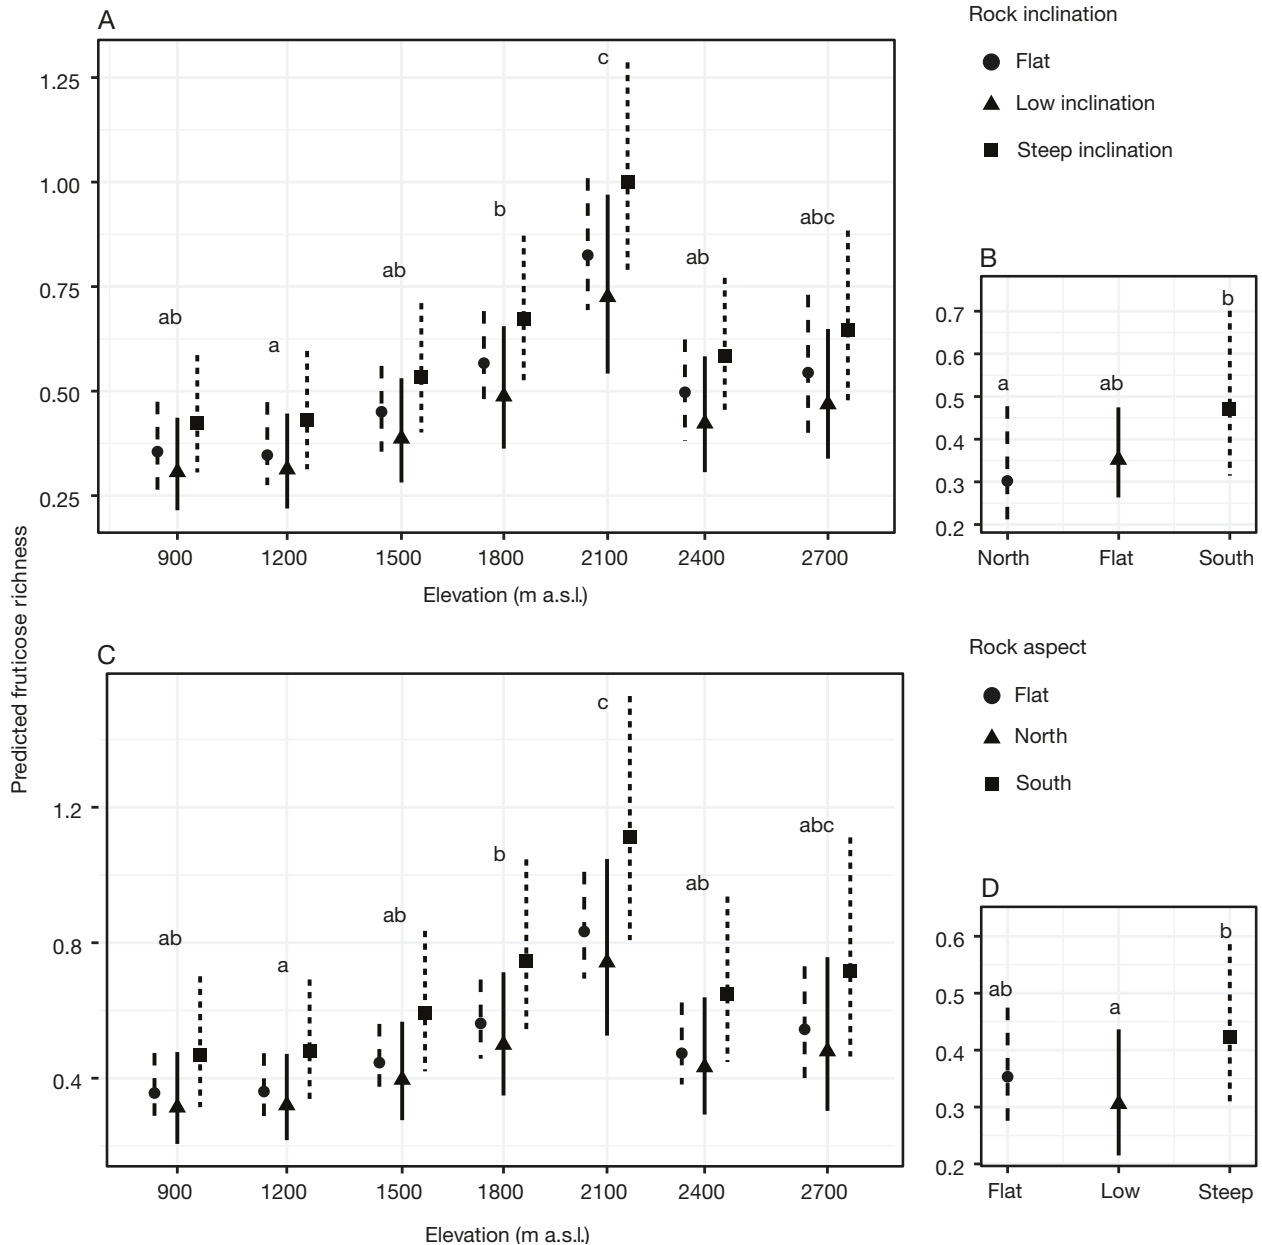 A
Rock inclination
Flat
Low inclination
Steep inclination
1.25
1.00
0.75
0.50
0.25
ab
a
ab
b
c
ab
abc
900 1200 1500 1800 2100 2400 2700
Elevation (m a.s.l.)
B
0.7
0.6
0.5
0.4
0.3
0.2
a
ab
b
North Flat South
Predicted fruticose richness
C
Rock aspect
Flat
North
South
1.2
0.8
0.4
ab
a
ab
b
c
ab
abc
900 1200 1500 1800 2100 2400 2700
Elevation (m a.s.l.)
D
0.6
0.5
0.4
0.3
0.2
ab
a
b
Flat Low Steep